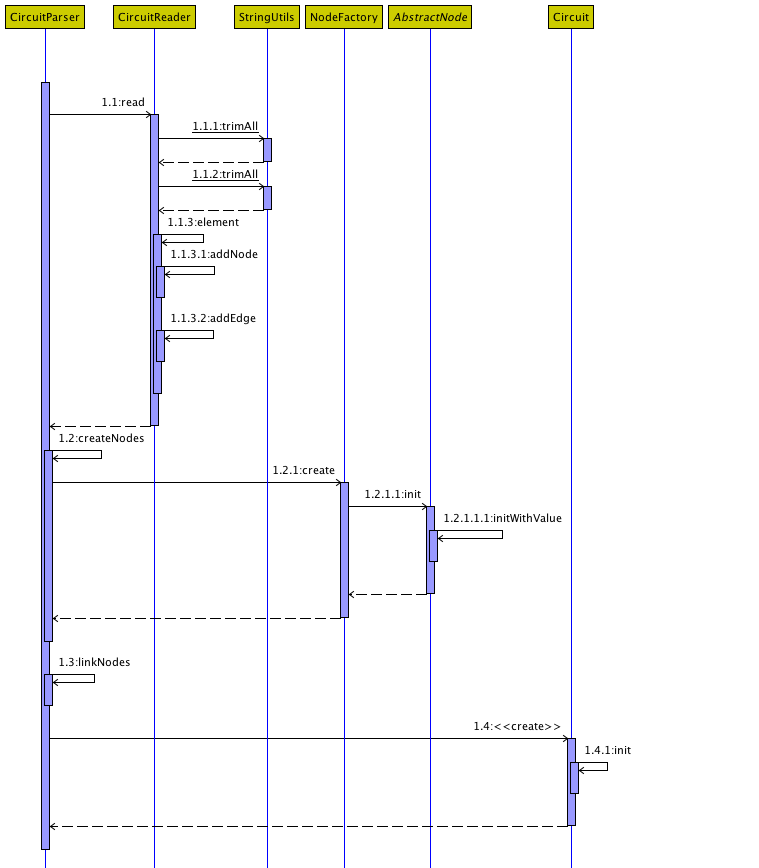 CircuitParser
CircuitReader
StringUtils
NodeFactory
AbstractNode
Circuit
1.1:read
1.1.1:trimAll
1.1.2:trimAll
1.1.3:element
1.1.3.1:addNode
1.1.3.2:addEdge
1.2:createNodes
1.2.1:create
1.2.1.1:init
1.2.1.1.1:initWithValue
1.3:linkNodes
1.4:<<create>>
1.4.1:init